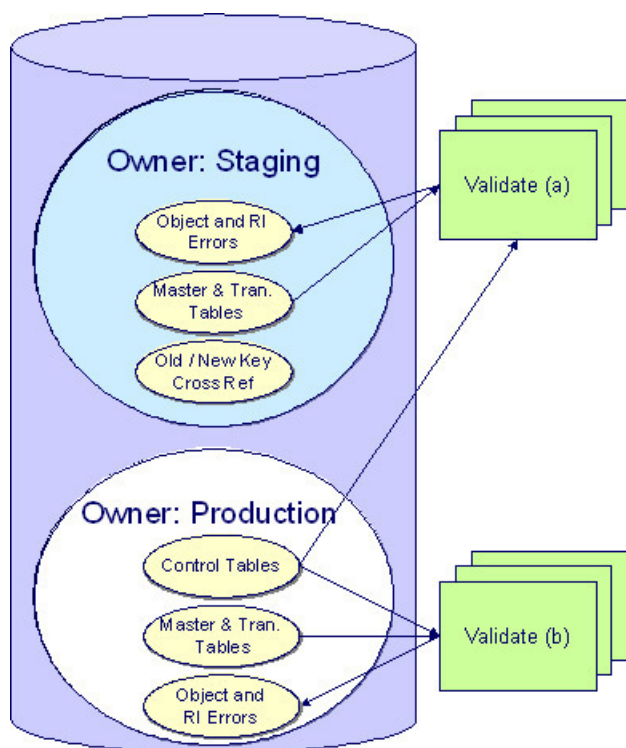 Owner: Staging
Object and RI
Errors
Master & Tran.
Tables
Old / New Key
Cross Ref
Validate (a)
Owner: Production
Control Tables
Master & Tran.
Tables
Object and
RI Errors
Validate (b)